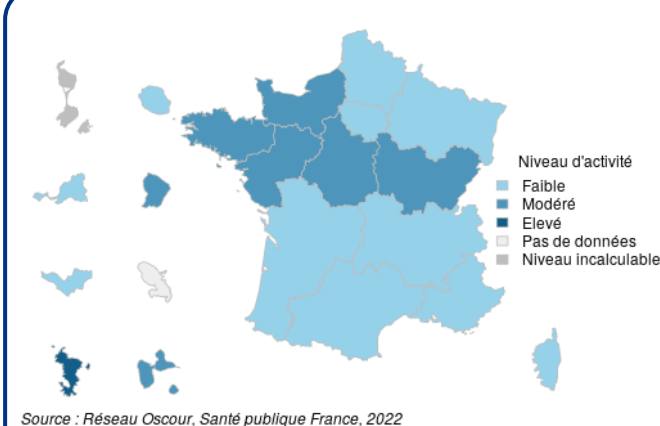 Niveau d'activité
Faible
Modéré
Elevé
Pas de données
Niveau incalculable
Source : Réseau Oscour, Santé publique France, 2022